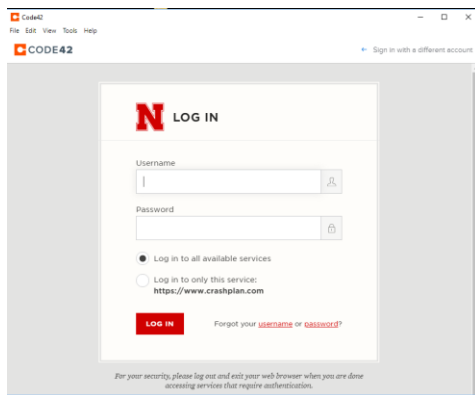 Code42
File Edit View Tools Help
CODE42
← Sign in with a different account
N LOG IN
Username
Password
Log in to all available services
Log in to only this service:
https://www.crashplan.com
LOG IN Forgot your username or password?
For your security, please log out and exit your web browser when you are done
accessing services that require authentication.